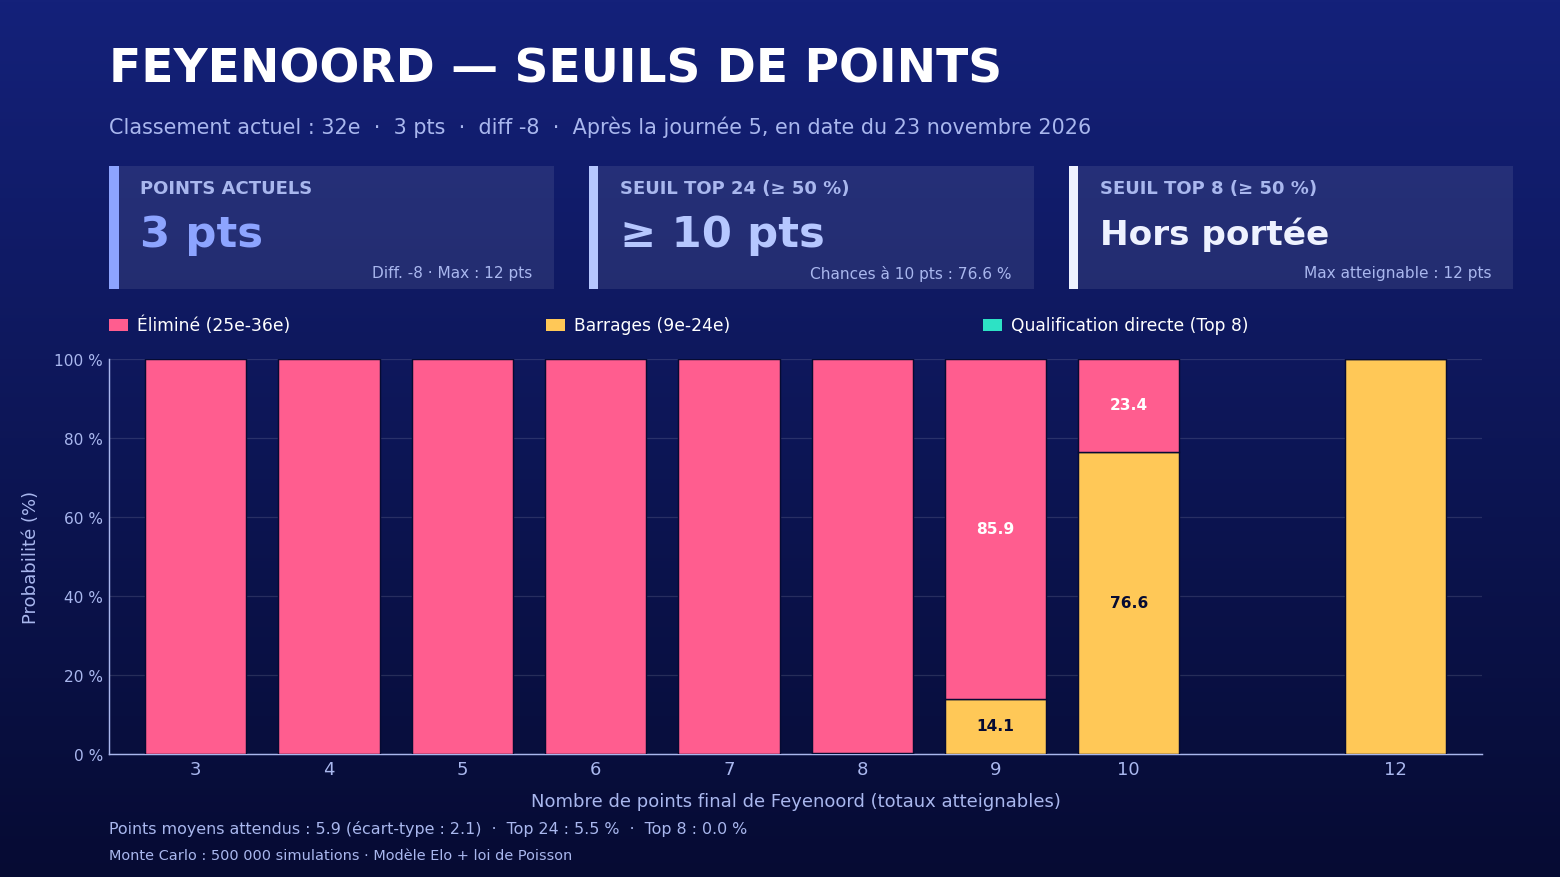 FEYENOORD — SEUILS DE POINTS
Classement actuel : 32e · 3 pts · diff -8 · Après la journée 5, en date du 23 novembre 2026
POINTS ACTUELS
3 pts
Diff. -8 · Max : 12 pts
SEUIL TOP 24 (≥ 50 %)
≥ 10 pts
Chances à 10 pts : 76.6 %
SEUIL TOP 8 (≥ 50 %)
Hors portée
Max atteignable : 12 pts
Éliminé (25e-36e)
Barrages (9e-24e)
Qualification directe (Top 8)
Probabilité (%)
100 %
80 %
60 %
40 %
20 %
0 %
85.9
14.1
23.4
76.6
3 4 5 6 7 8 9 10 12
Nombre de points final de Feyenoord (totaux atteignables)
Points moyens attendus : 5.9 (écart-type : 2.1) · Top 24 : 5.5 % · Top 8 : 0.0 %
Monte Carlo : 500 000 simulations · Modèle Elo + loi de Poisson